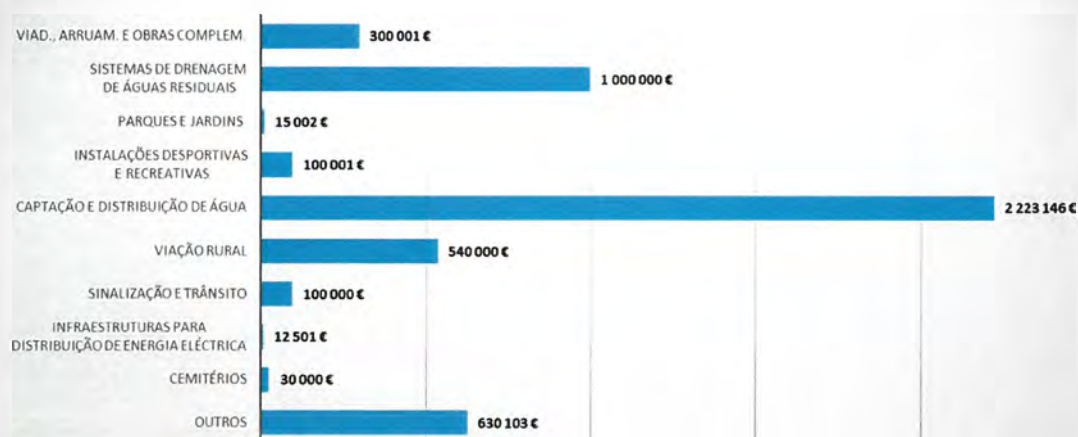 VIAD., ARRUAM. E OBRAS COMPLEM.
300 001 €
SISTEMAS DE DRENAGEM
DE ÁGUAS RESIDUAIS
1 000 000 €
PARQUES E JARDINS
15 002 €
INSTALAÇÕES DESPORTIVAS
E RECREATIVAS
100 001 €
CAPTAÇÃO E DISTRIBUIÇÃO DE ÁGUA
2 223 146 €
VIAÇÃO RURAL
540 000 €
SINALIZAÇÃO E TRÂNSITO
100 000 €
INFRAESTRUTURAS PARA
DISTRIBUIÇÃO DE ENERGIA ELÉCTRICA
12 501 €
CEMITÉRIOS
30 000 €
OUTROS
630 103 €